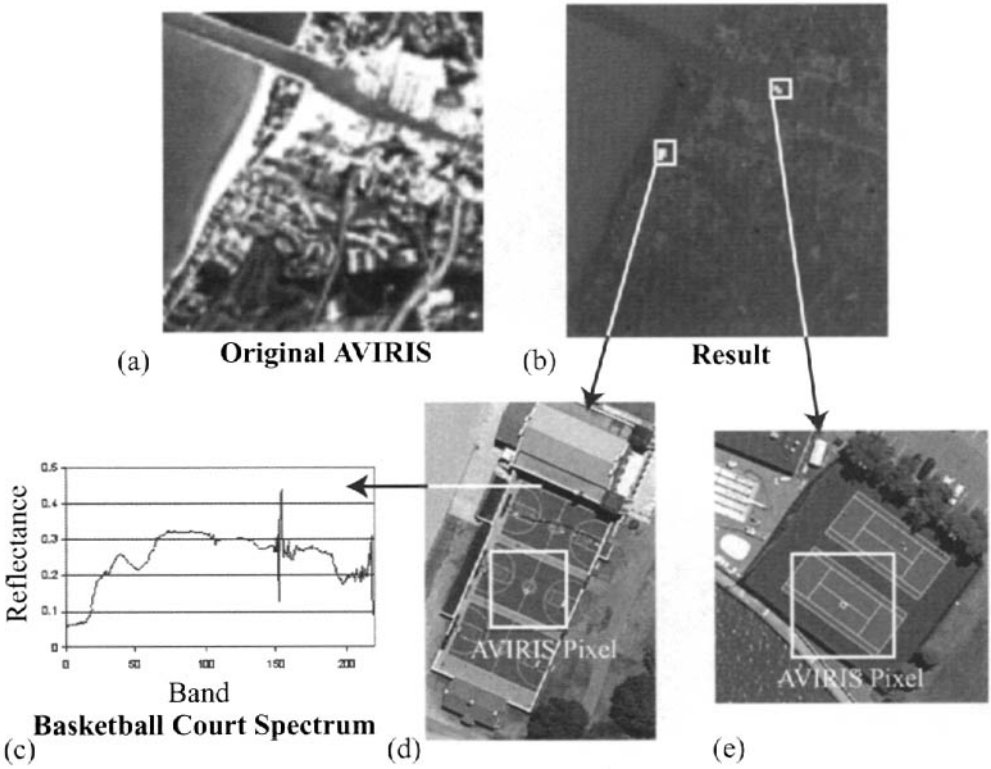 (a)
Original AVIRIS
(b)
Result
0.5
0.4
0.3
0.2
0.1
0
0
50
100
150
200
Reflectance
Band
Basketball Court Spectrum
(c)
AVIRIS Pixel
(d)
AVIRIS Pixel
(e)